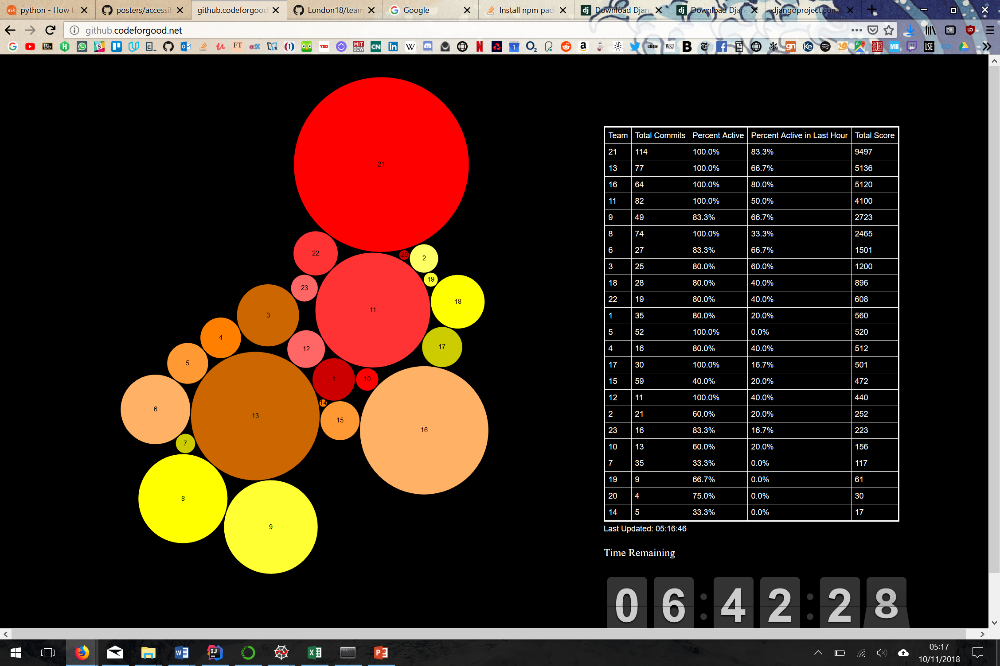 python - How to
posters/accessib
github.codeforgood
London18/team
Google
Install npm pack
Download Djang
Download Djan
djangoproject.com/
github.codeforgood.net
21
22
20
2
19
23
18
3
11
4
12
17
5
1
10
6
14
13
15
16
7
8
9
Team Total Commits Percent Active Percent Active in Last Hour Total Score
21 114 100.0% 83.3% 9497
13 77 100.0% 66.7% 5136
16 64 100.0% 80.0% 5120
11 82 100.0% 50.0% 4100
9 49 83.3% 66.7% 2723
8 74 100.0% 33.3% 2465
6 27 83.3% 66.7% 1501
3 25 80.0% 60.0% 1200
18 28 80.0% 40.0% 896
22 19 80.0% 40.0% 608
1 35 80.0% 20.0% 560
5 52 100.0% 0.0% 520
4 16 80.0% 40.0% 512
17 30 100.0% 16.7% 501
15 59 40.0% 20.0% 472
12 11 100.0% 40.0% 440
2 21 60.0% 20.0% 252
23 16 83.3% 16.7% 223
10 13 60.0% 20.0% 156
7 35 33.3% 0.0% 117
19 9 66.7% 0.0% 61
20 4 75.0% 0.0% 30
14 5 33.3% 0.0% 17
Last Updated: 05:16:46
Time Remaining
06:42:28
05:17
10/11/2018